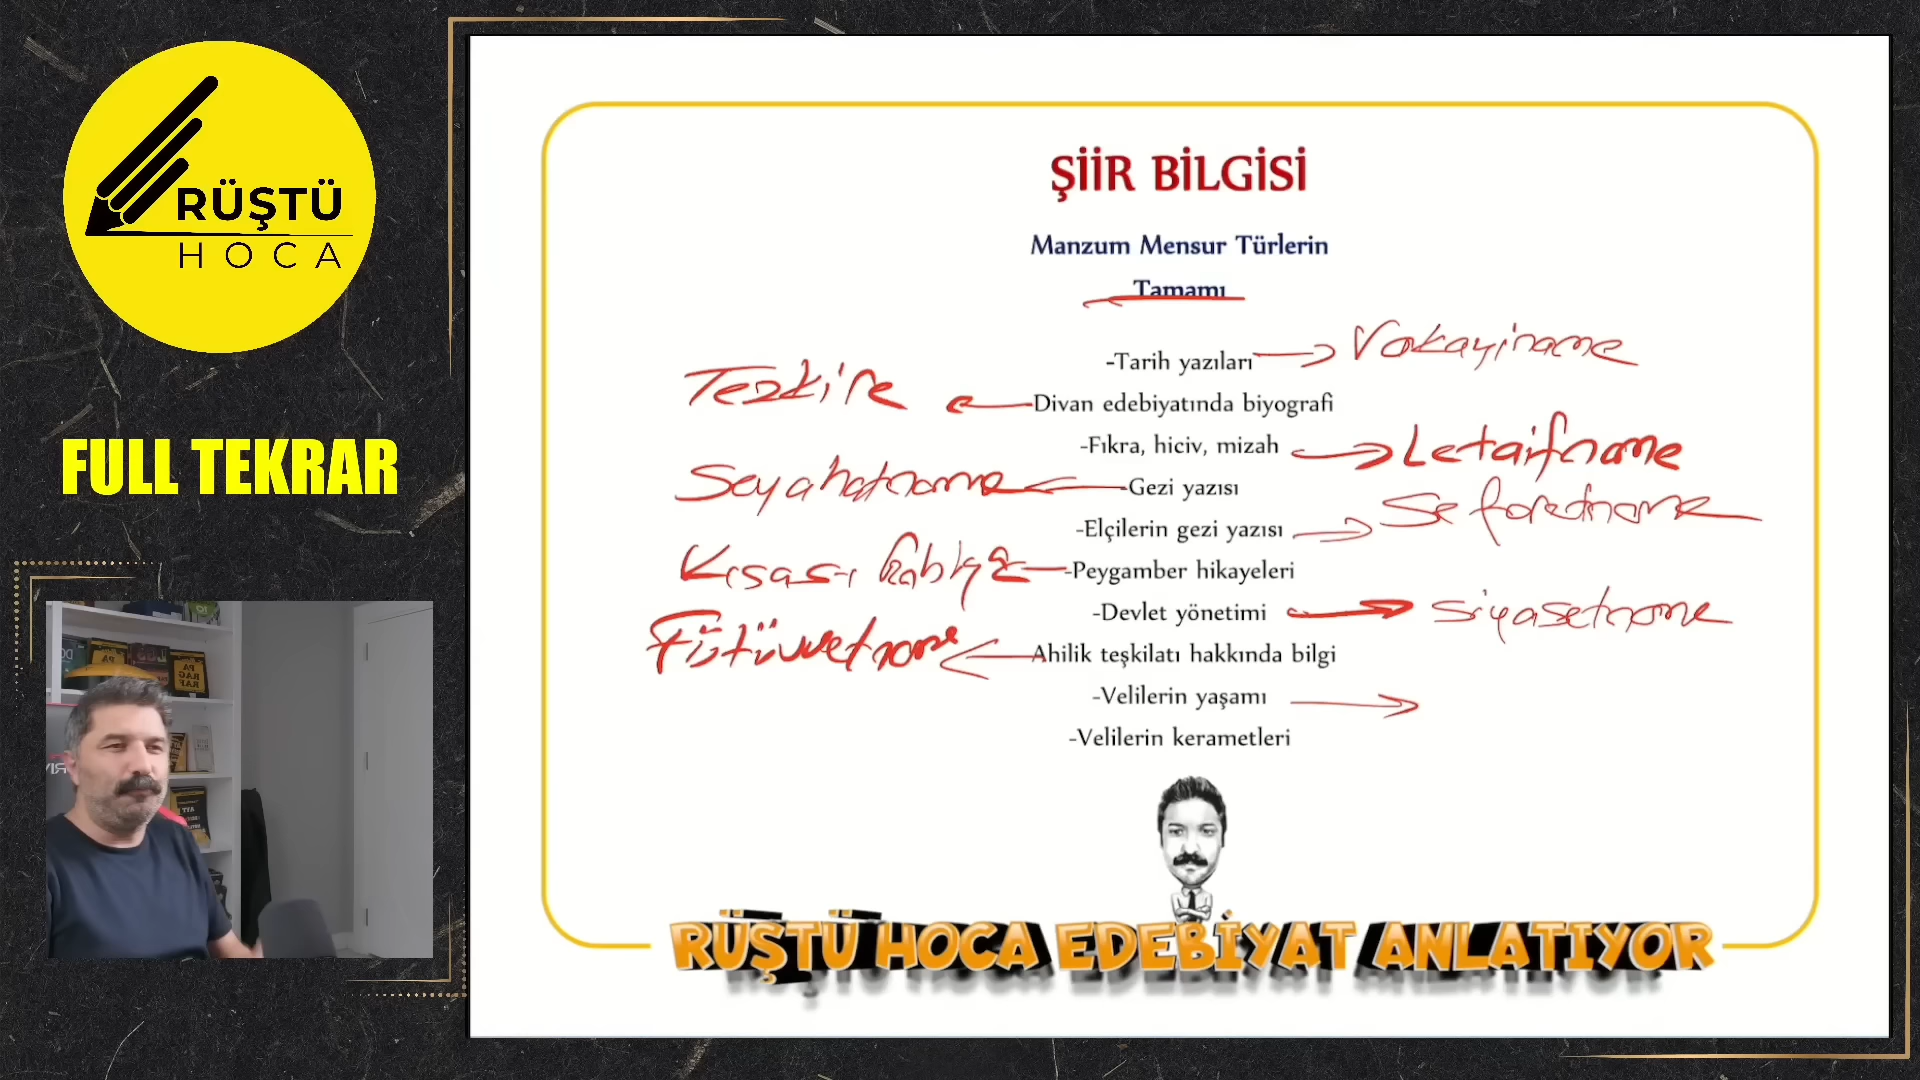 RÜŞTÜ
HOCA
FULL TEKRAR
ŞİİR BİLGİSİ
Manzum Mensur Türlerin
Tamamı
-Tarih yazıları → Vakayiname
Tezkire ← Divan edebiyatında biyografi
-Fıkra, hiciv, mizah → Letaifname
Seyahatname ← -Gezi yazısı
-Elçilerin gezi yazısı → Sefaretname
Kısası -Peygamber hikayeleri
-Devlet yönetimi → Siyasetname
Fütüvvetname ← Ahilik teşkilatı hakkında bilgi
-Velilerin yaşamı →
-Velilerin kerametleri
RÜŞTÜ HOCA EDEBİYAT ANLATIYOR